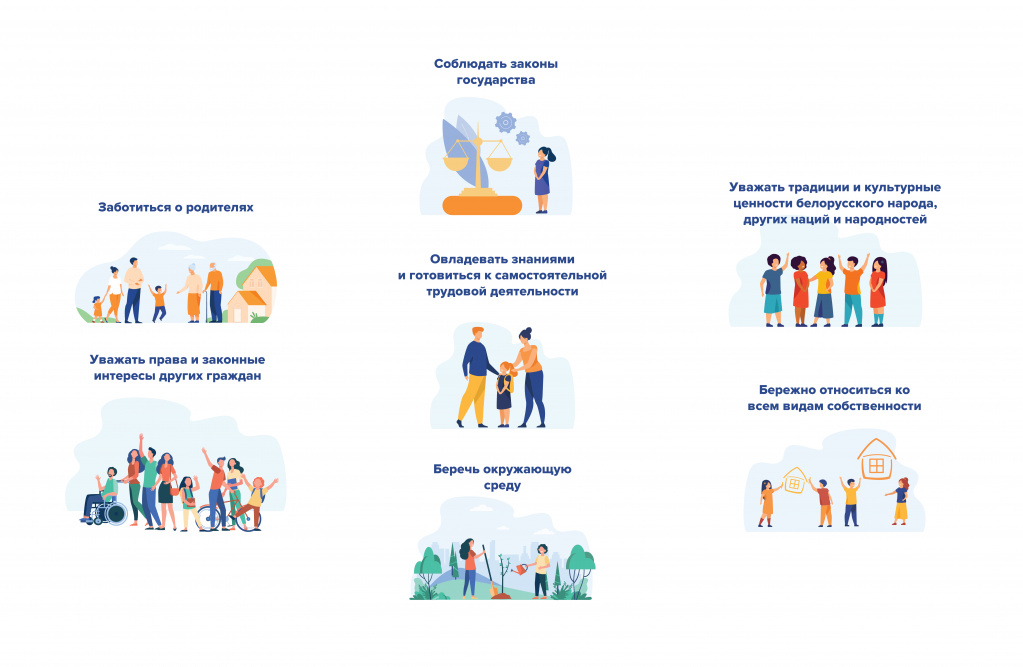 Соблюдать законы
государства
Заботиться о родителях
Уважать традиции и культурные
ценности белорусского народа,
других наций и народностей
Овладевать знаниями
и готовиться к самостоятельной
трудовой деятельности
Уважать права и законные
интересы других граждан
Бережно относиться ко
всем видам собственности
Беречь окружающую
среду